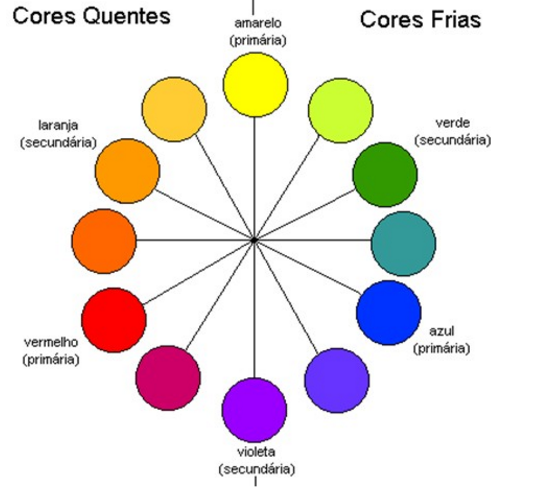 Cores Quentes
Cores Frias
amarelo
(primária)
laranja
(secundária)
verde
(secundária)
vermelho
(primária)
azul
(primária)
violeta
(secundária)